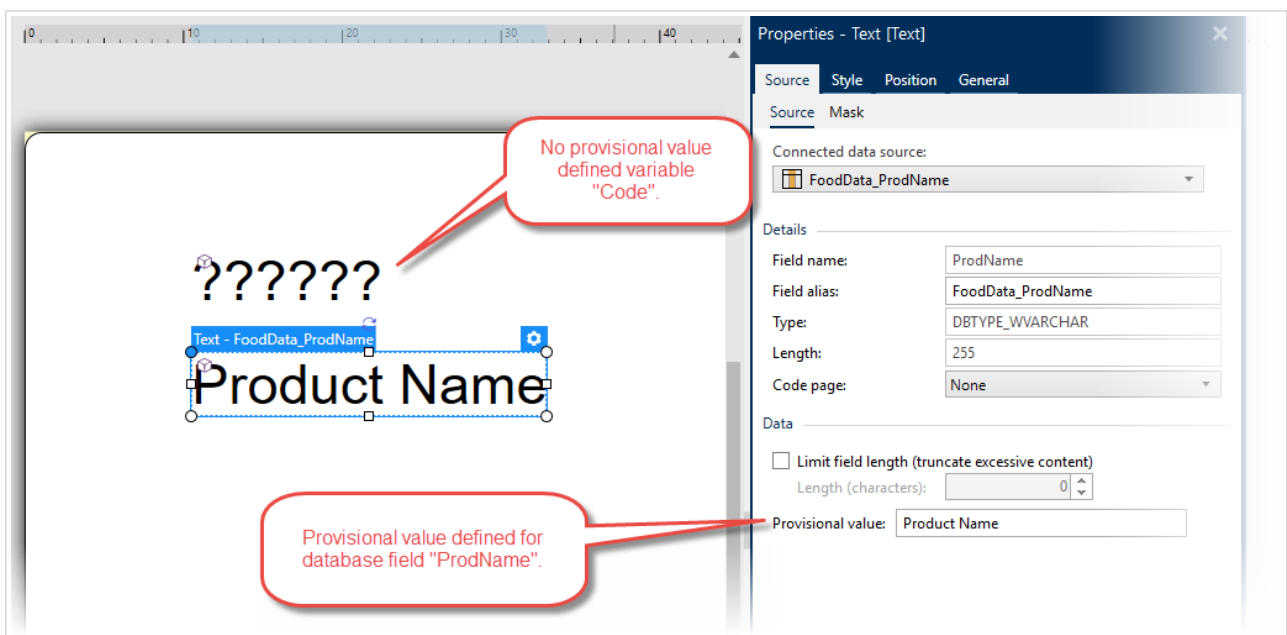 0 10 20 30 40
No provisional value
defined variable
"Code".
??????
Text - FoodData_ProdName
Product Name
Provisional value defined for
database field "ProdName".
Properties - Text [Text]
Source Style Position General
Source Mask
Connected data source:
FoodData_ProdName
Details
Field name: ProdName
Field alias: FoodData_ProdName
Type: DBTYPE_WVARCHAR
Length: 255
Code page: None
Data
Limit field length (truncate excessive content)
Length (characters): 0
Provisional value: Product Name